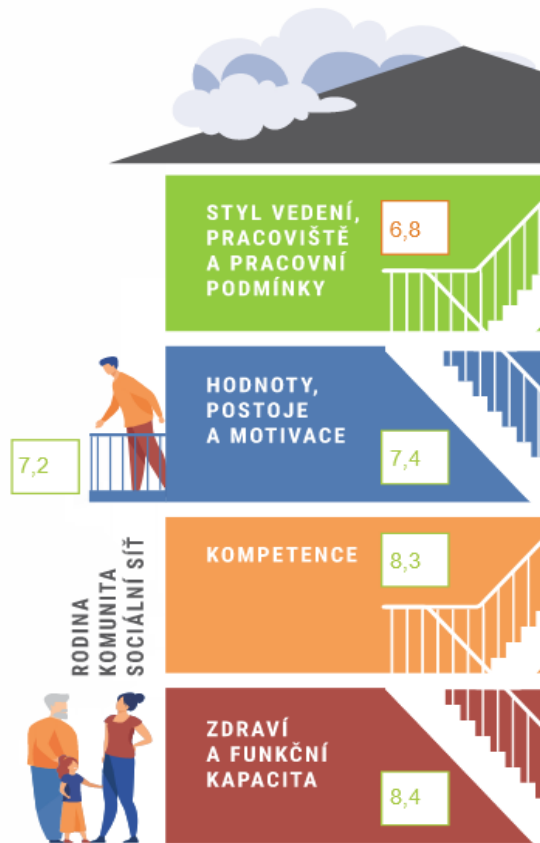 STYL VEDENÍ,
PRACOVIŠTĚ
A PRACOVNÍ
PODMÍNKY
6,8
HODNOTY,
POSTOJE
A MOTIVACE
7,4
7,2
KOMPETENCE
8,3
RODINA
KOMUNITA
SOCIÁLNÍ SÍŤ
ZDRAVÍ
A FUNKČNÍ
KAPACITA
8,4